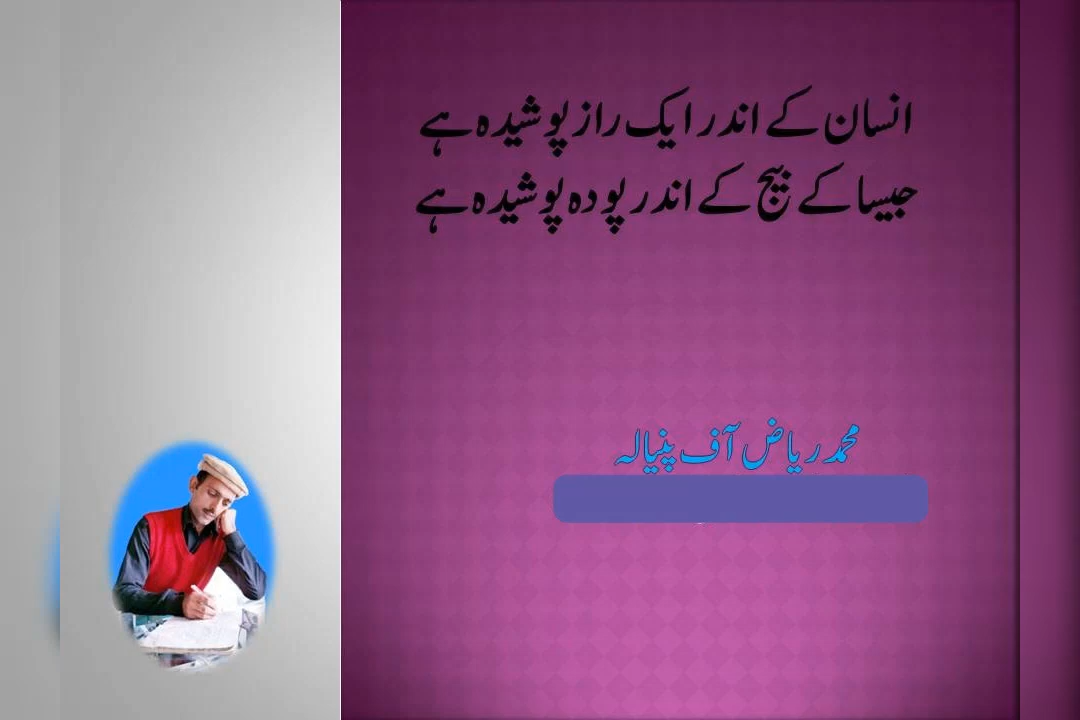 انسان کے اندر ایک راز پوشیدہ ہے
جیسا کے بیج کے اندر پودہ پوشیدہ ہے
محمد ریاض آف پنیالہ